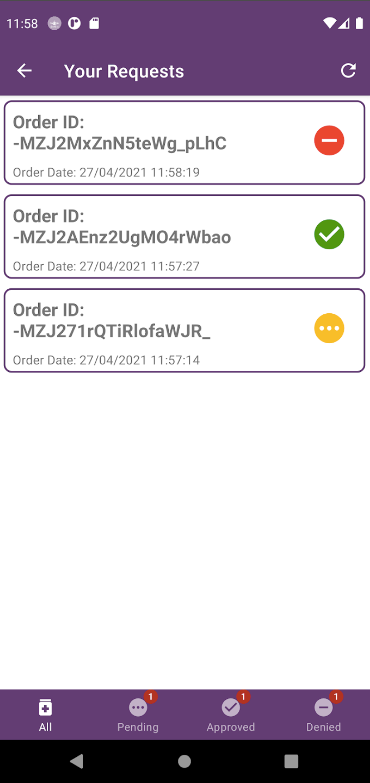 11:58
Your Requests
Order ID:
-MZJ2MxZnN5teWg_pLhC
Order Date: 27/04/2021 11:58:19
Order ID:
-MZJ2AEnz2UgMO4rWbao
Order Date: 27/04/2021 11:57:27
Order ID:
-MZJ271rQTiRlofaWJR_
Order Date: 27/04/2021 11:57:14
1 1 1
All Pending Approved Denied